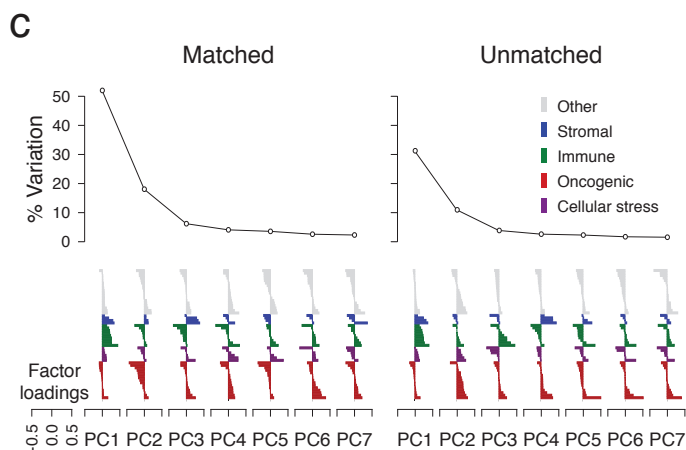 C
Matched
Unmatched
% Variation
50
40
30
20
10
0
Other
Stromal
Immune
Oncogenic
Cellular stress
Factor
loadings
-0.5
0.0
0.5
PC1 PC2 PC3 PC4 PC5 PC6 PC7
PC1 PC2 PC3 PC4 PC5 PC6 PC7